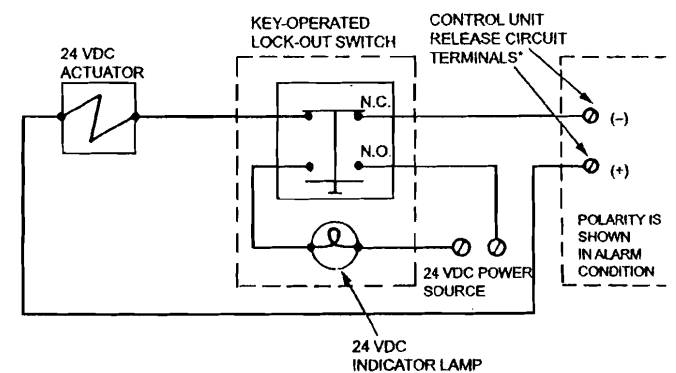 KEY-OPERATED
LOCK-OUT SWITCH
CONTROL UNIT
RELEASE CIRCUIT
TERMINALS*
24 VDC
ACTUATOR
N.C.
(–)
N.O.
(+)
POLARITY IS
SHOWN
IN ALARM
CONDITION
24 VDC POWER
SOURCE
24 VDC
INDICATOR LAMP